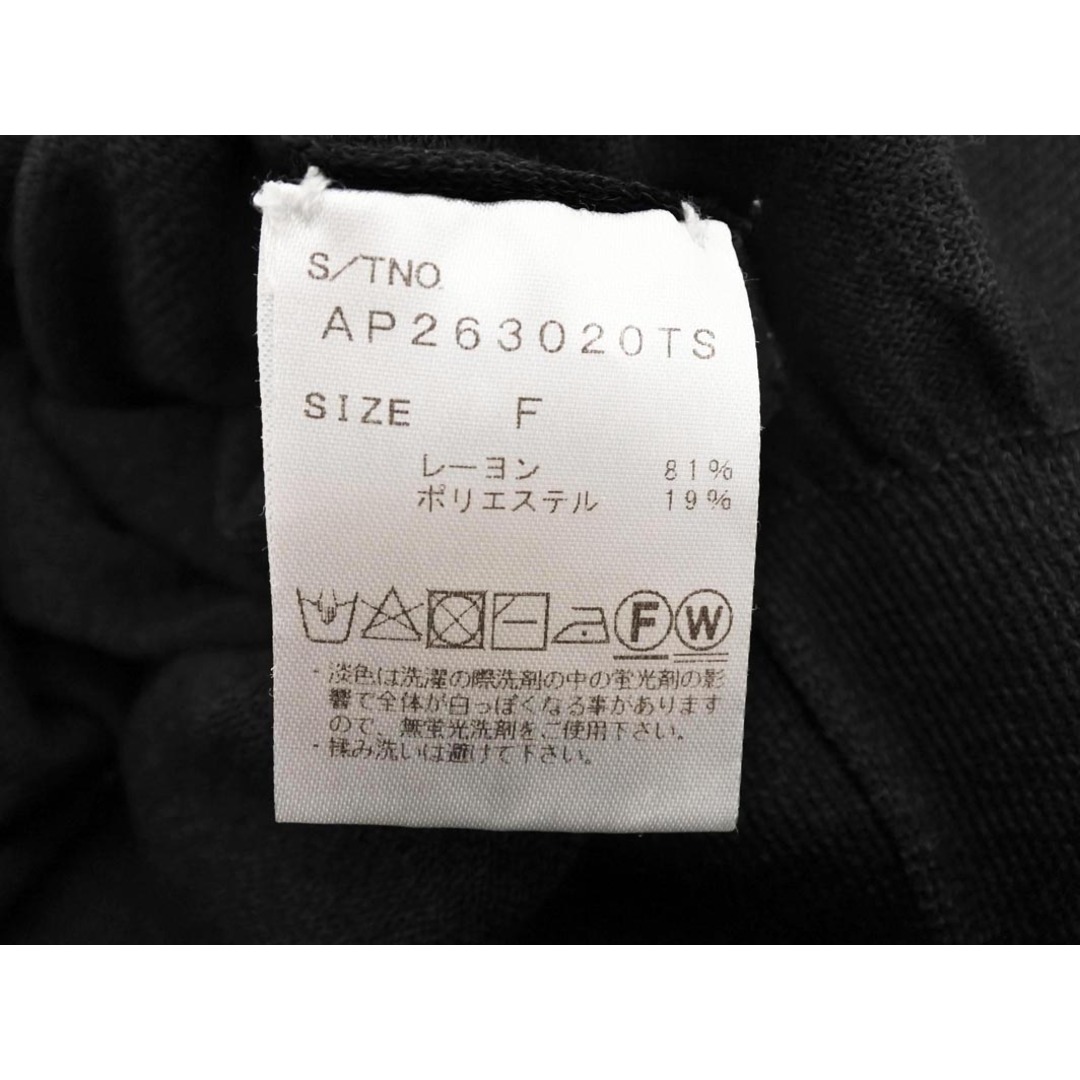 S/TNO
AP263020TS
SIZE F
レーヨン 81%
ポリエステル 19%
F W
・淡色は洗濯の際洗剤の中の蛍光剤の影
響で全体が白っぽくなる事があります
ので、無蛍光洗剤をご使用下さい。
・揉み洗いは避けて下さい。